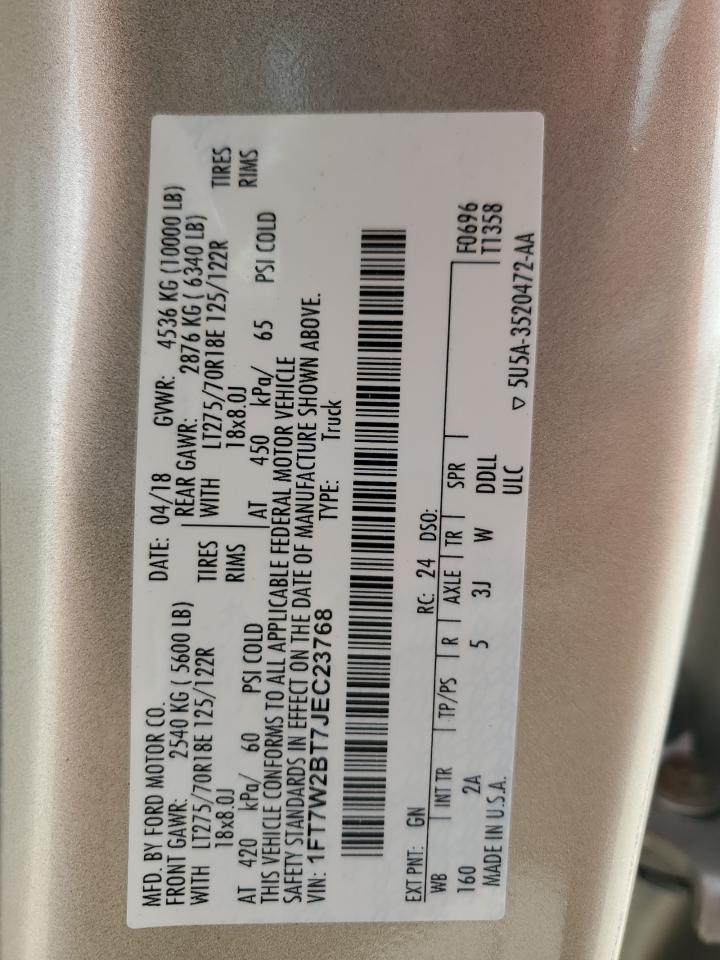 MFD. BY FORD MOTOR CO.
DATE: 04/18 GVWR: 4536 KG (10000 LB)
FRONT GAWR: 2540 KG ( 5600 LB) REAR GAWR: 2876 KG ( 6340 LB)
WITH LT275/70R18E 125/122R TIRES WITH LT275/70R18E 125/122R TIRES
18x8.0J RIMS 18x8.0J RIMS
AT 420 kPa/ 60 PSI COLD AT 450 kPa/ 65 PSI COLD
THIS VEHICLE CONFORMS TO ALL APPLICABLE FEDERAL MOTOR VEHICLE
SAFETY STANDARDS IN EFFECT ON THE DATE OF MANUFACTURE SHOWN ABOVE.
VIN: 1FT7W2BT7JEC23768 TYPE: Truck
EXT PNT: GN RC: 24 DSO:
WB INT TR TP/PS R AXLE TR SPR F0696
160 2A 5 3J W DDLL T1358
MADE IN U.S.A. ULC
▽ 5U5A-3520472-AA